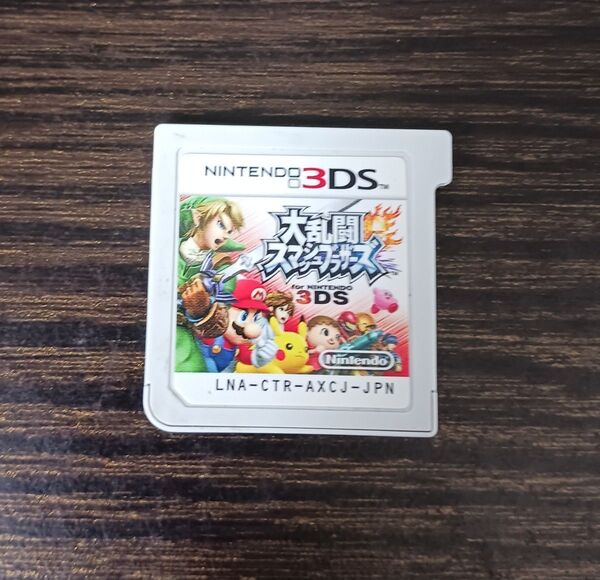 NINTENDO 3DS™
大乱闘
スマッシュブラザーズ
for NINTENDO
3DS
Nintendo
LNA-CTR-AXCJ-JPN